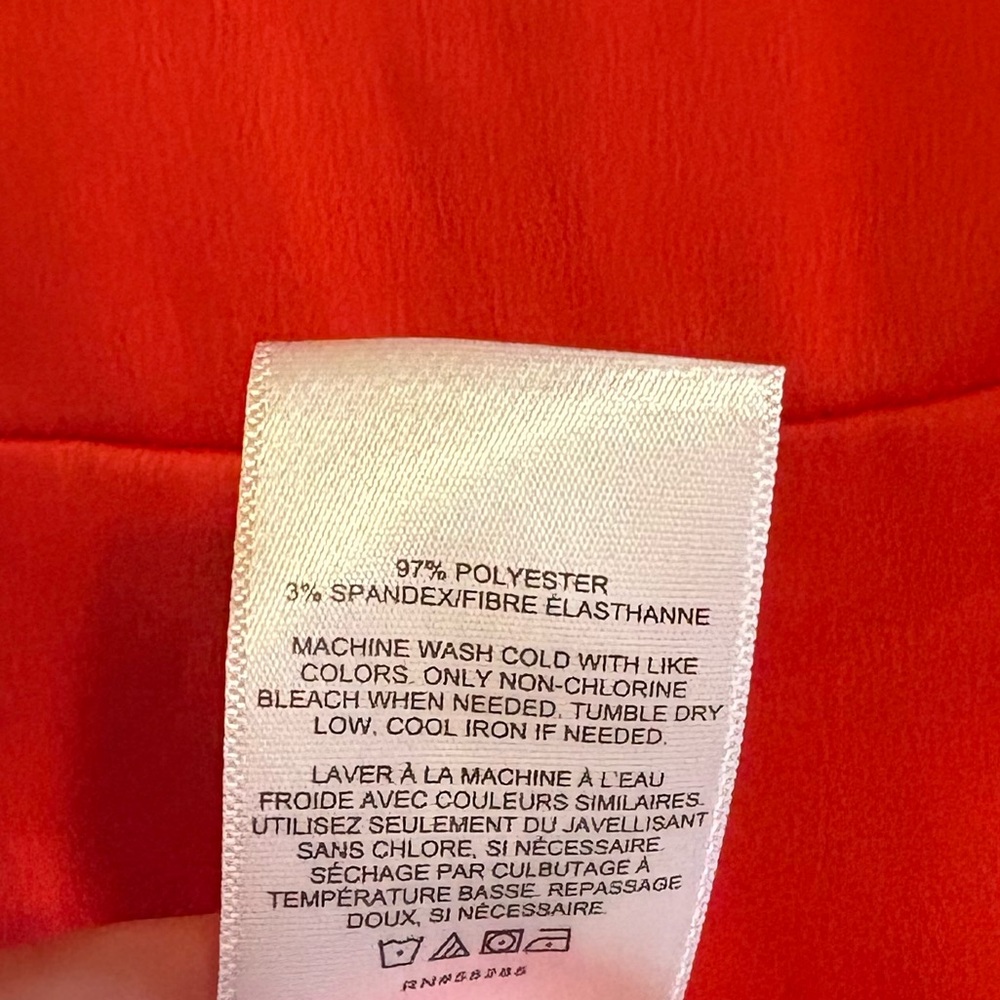 97% POLYESTER
3% SPANDEX/FIBRE ÉLASTHANNE
MACHINE WASH COLD WITH LIKE
COLORS. ONLY NON-CHLORINE
BLEACH WHEN NEEDED. TUMBLE DRY
LOW. COOL IRON IF NEEDED.
LAVER À LA MACHINE À L'EAU
FROIDE AVEC COULEURS SIMILAIRES.
UTILISEZ SEULEMENT DU JAVELLISANT
SANS CHLORE, SI NÉCESSAIRE.
SÉCHAGE PAR CULBUTAGE À
TEMPÉRATURE BASSE. REPASSAGE
DOUX, SI NÉCESSAIRE.